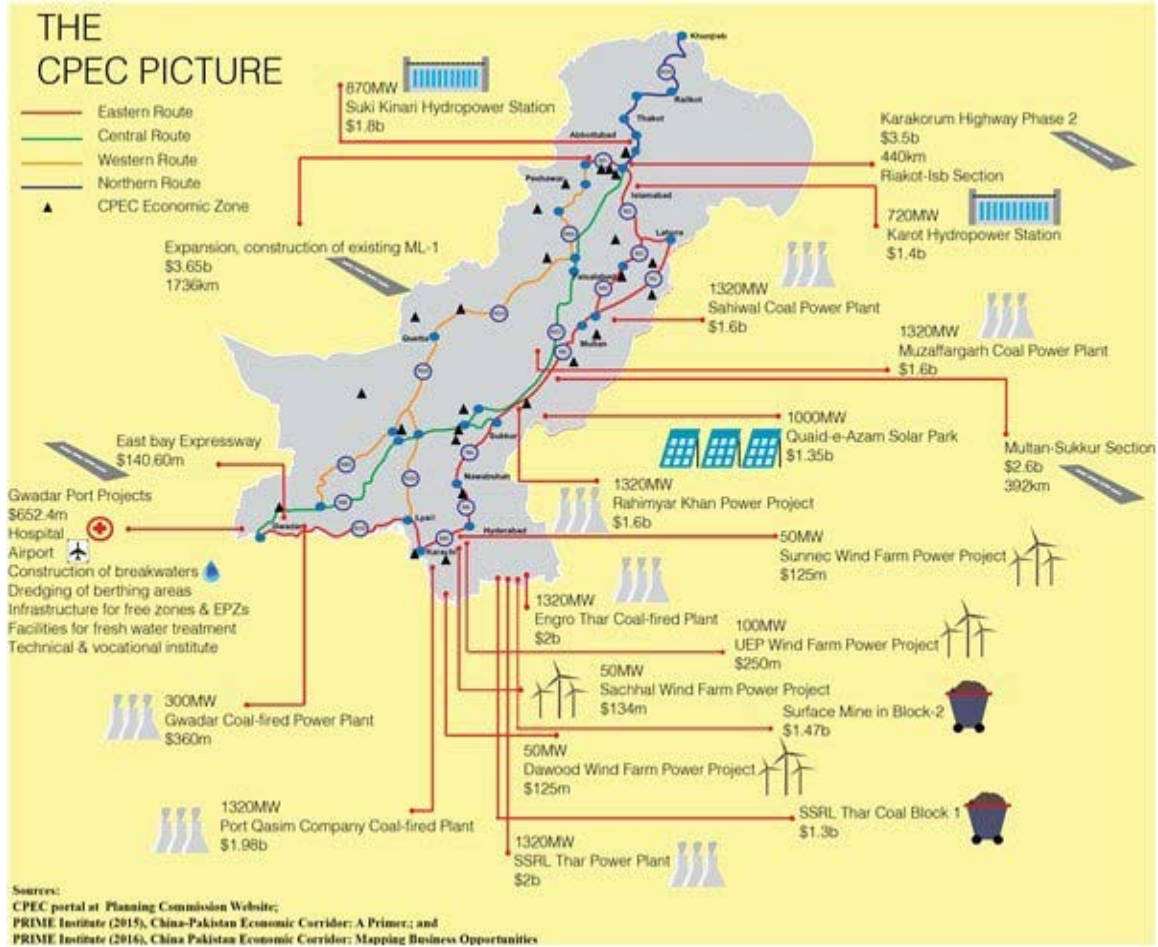 THE
CPEC PICTURE
Eastern Route
Central Route
Western Route
Northern Route
CPEC Economic Zone
870MW
Suki Kinari Hydropower Station
$1.8b
Expansion, construction of existing ML-1
$3.65b
1736km
Khunjrab
Raikot
Thakot
Abbottabad
Peshawar
Islamabad
Lahore
Faisalabad
Multan
Quetta
Sukkur
Nawabshah
Hyderabad
Lyari
Karachi
Gwadar
Karakorum Highway Phase 2
$3.5b
440km
Riakot-Isb Section
720MW
Karot Hydropower Station
$1.4b
1320MW
Sahiwal Coal Power Plant
$1.6b
1320MW
Muzaffargarh Coal Power Plant
$1.6b
1000MW
Quaid-e-Azam Solar Park
$1.35b
Multan-Sukkur Section
$2.6b
392km
1320MW
Rahimyar Khan Power Project
$1.6b
50MW
Sunnec Wind Farm Power Project
$125m
1320MW
Engro Thar Coal-fired Plant
$2b
100MW
UEP Wind Farm Power Project
$250m
50MW
Sachhal Wind Farm Power Project
$134m
Surface Mine in Block-2
$1.47b
50MW
Dawood Wind Farm Power Project
$125m
SSRL Thar Coal Block 1
$1.3b
1320MW
SSRL Thar Power Plant
$2b
East bay Expressway
$140.60m
Gwadar Port Projects
$652.4m
Hospital
Airport
Construction of breakwaters
Dredging of berthing areas
Infrastructure for free zones & EPZs
Facilities for fresh water treatment
Technical & vocational institute
300MW
Gwadar Coal-fired Power Plant
$360m
1320MW
Port Qasim Company Coal-fired Plant
$1.98b
Sources:
CPEC portal at Planning Commission Website;
PRIME Institute (2015), China-Pakistan Economic Corridor: A Primer.; and
PRIME Institute (2016), China Pakistan Economic Corridor: Mapping Business Opportunities